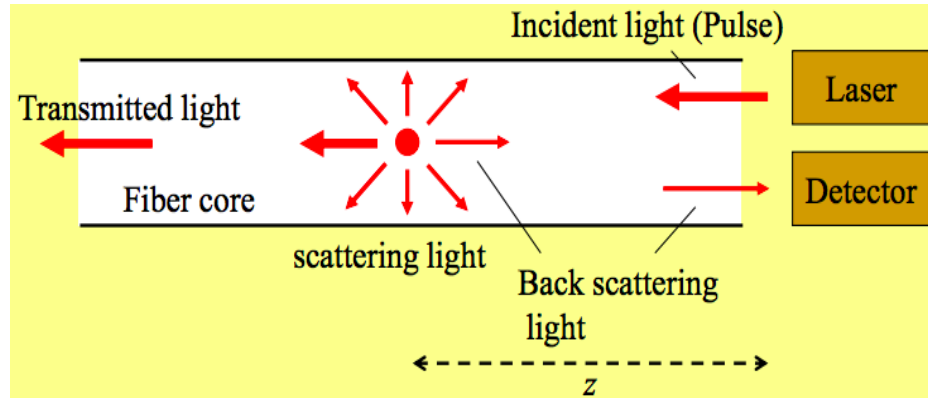 Incident light (Pulse)
Laser
Transmitted light
Detector
Fiber core
scattering light
Back scattering
light
z